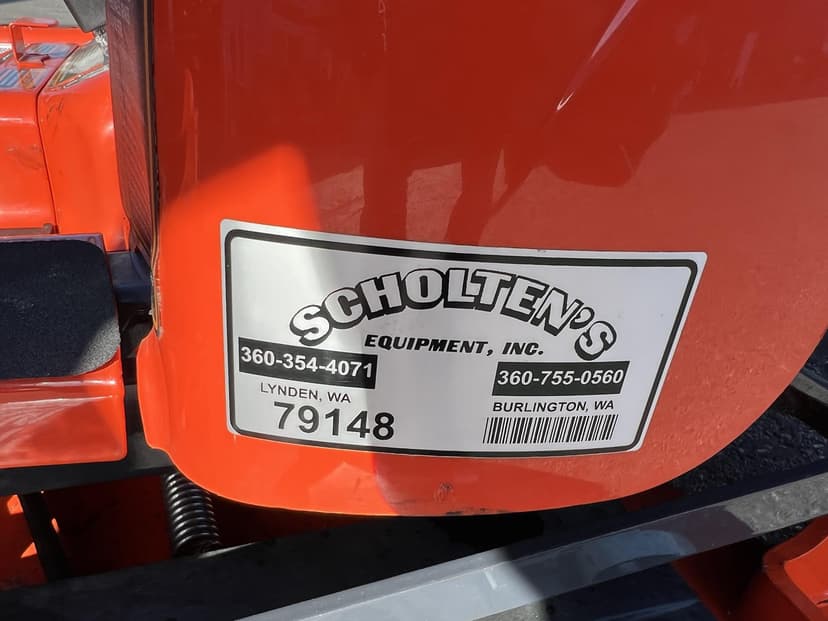 SCHOLTEN'S
EQUIPMENT, INC.
360-354-4071
LYNDEN, WA
79148
360-755-0560
BURLINGTON, WA